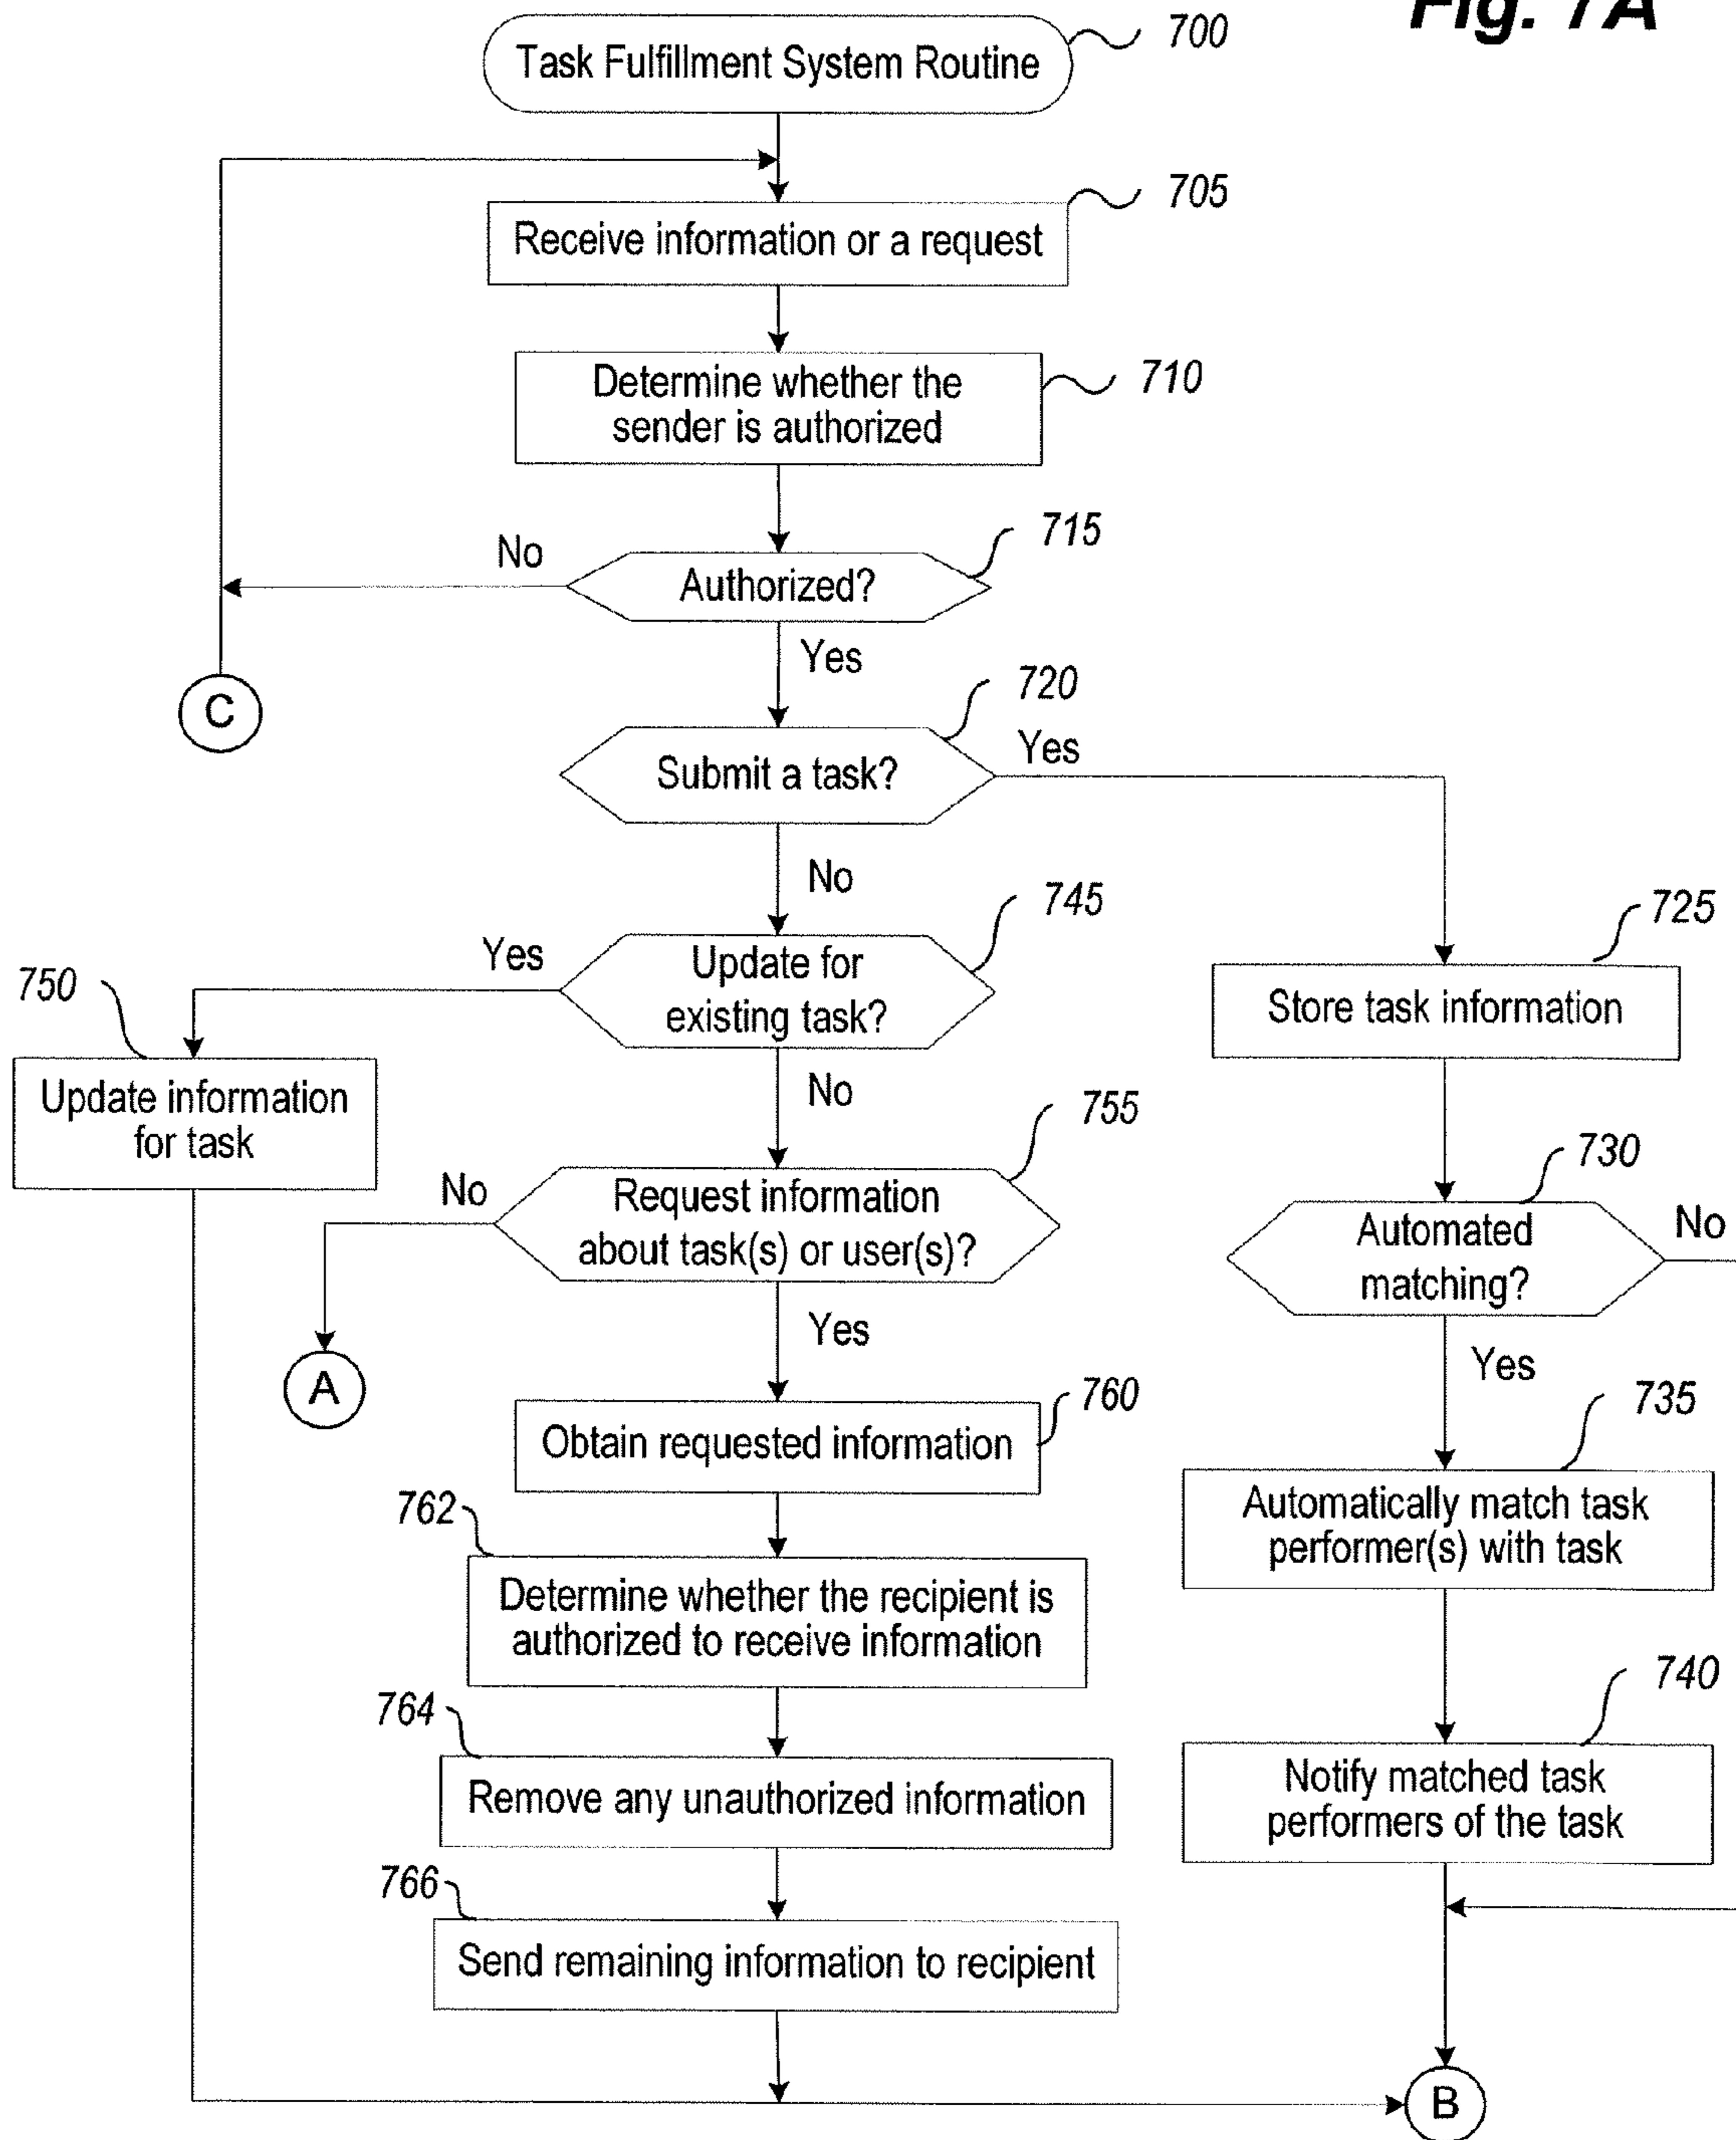 Fig. 7A
Task Fulfillment System Routine
700
705
Receive information or a request
Determine whether the
sender is authorized
710
715
No
Authorized?
Yes
C
720
Submit a task?
Yes
No
745
Yes
Update for
existing task?
725
Store task information
750
Update information
for task
No
755
No
Request information
about task(s) or user(s)?
730
Automated
matching?
No
A
Yes
Yes
760
Obtain requested information
735
Automatically match task
performer(s) with task
762
Determine whether the recipient is
authorized to receive information
764
Remove any unauthorized information
740
Notify matched task
performers of the task
766
Send remaining information to recipient
B